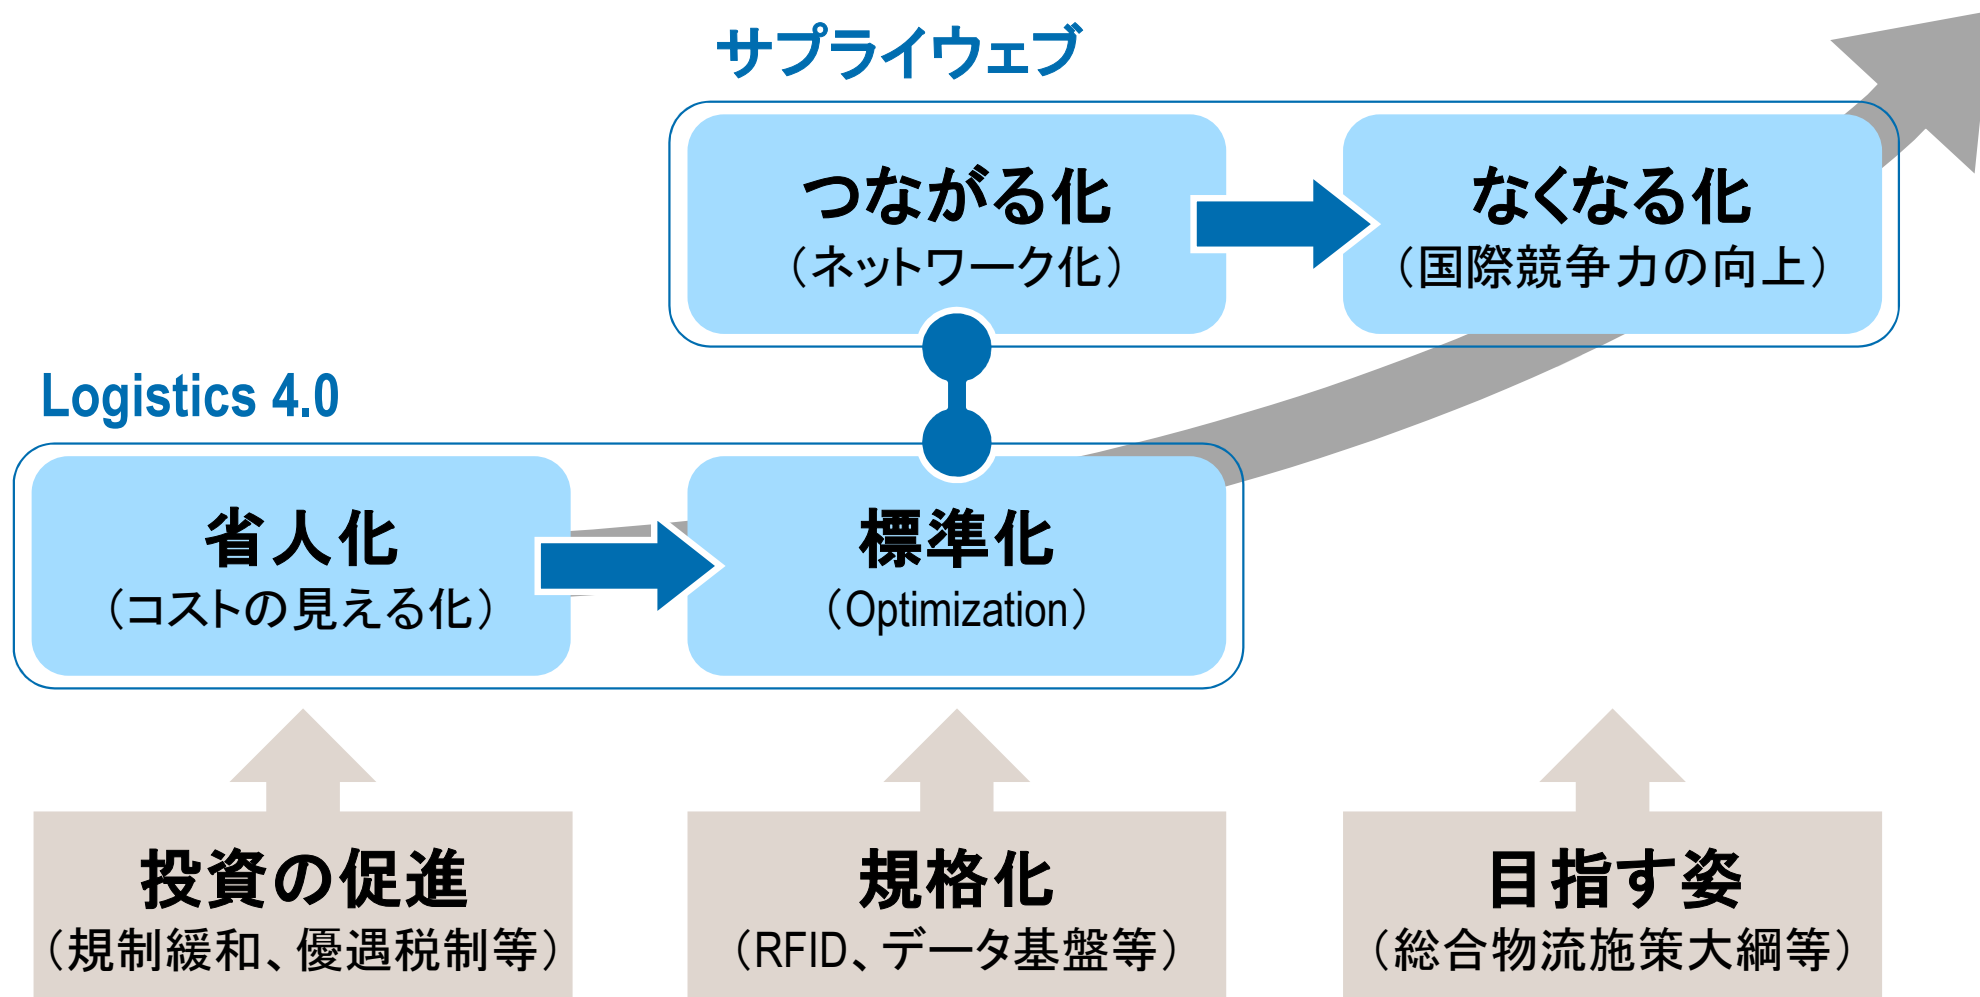 サプライウェブ
つながる化
（ネットワーク化）
なくなる化
（国際競争力の向上）
Logistics 4.0
省人化
（コストの見える化）
標準化
（Optimization）
投資の促進
（規制緩和、優遇税制等）
規格化
（RFID、データ基盤等）
目指す姿
（総合物流施策大綱等）